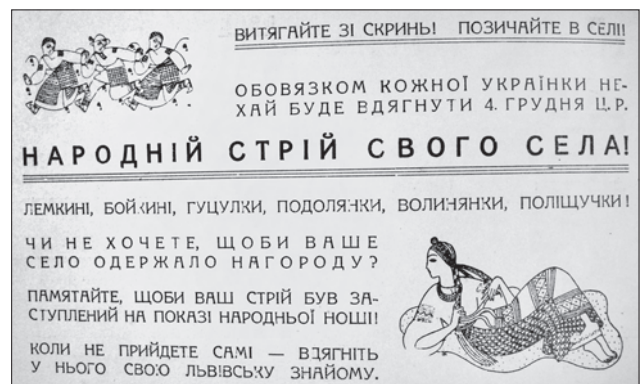 ВИТЯГАЙТЕ ЗІ СКРИНЬ! ПОЗИЧАЙТЕ В СЕЛІ!
ОБОВЯЗКОМ КОЖНОЇ УКРАЇНКИ НЕ-
ХАЙ БУДЕ ВДЯГНУТИ 4. ГРУДНЯ Ц. Р.
НАРОДНІЙ СТРІЙ СВОГО СЕЛА!
ЛЕМКИНІ, БОЙКИНІ, ГУЦУЛКИ, ПОДОЛЯНКИ, ВОЛИНЯНКИ, ПОЛІЩУЧКИ!
ЧИ НЕ ХОЧЕТЕ, ЩОБИ ВАШЕ
СЕЛО ОДЕРЖАЛО НАГОРОДУ?
ПАМЯТАЙТЕ, ЩОБИ ВАШ СТРІЙ БУВ ЗА-
СТУПЛЕНИЙ НА ПОКАЗІ НАРОДНЬОЇ НОШІ!
КОЛИ НЕ ПРИЙДЕТЕ САМІ — ВДЯГНІТЬ
У НЬОГО СВОЮ ЛЬВІВСЬКУ ЗНАЙОМУ.